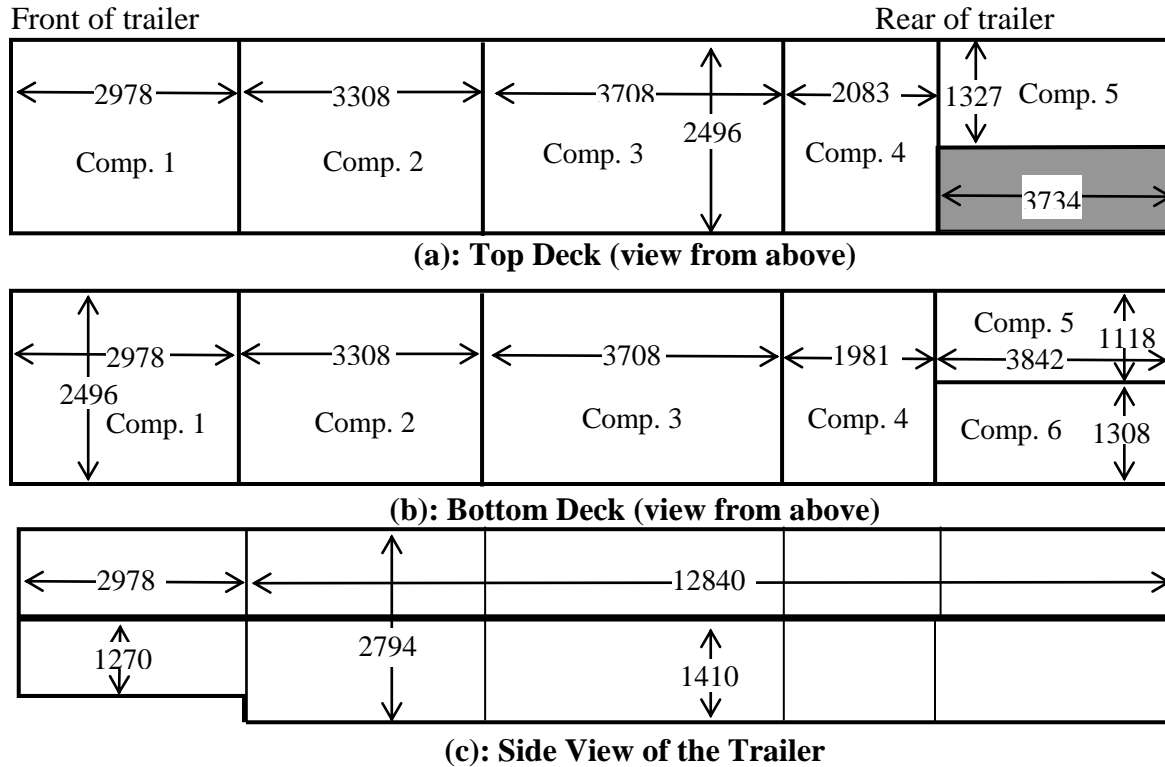 Front of trailer Rear of trailer
2978 3308 3708 2083 1327 Comp. 5
2496
Comp. 1 Comp. 2 Comp. 3 Comp. 4
3734
(a): Top Deck (view from above)
Comp. 5
2978 3308 3708 1981 3842 1118
2496
Comp. 1 Comp. 2 Comp. 3 Comp. 4 Comp. 6 1308
(b): Bottom Deck (view from above)
2978 12840
1270 2794 1410
(c): Side View of the Trailer